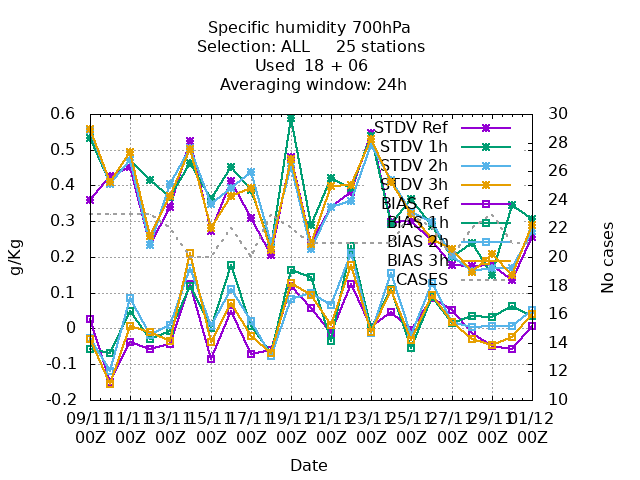 Specific humidity 700hPa
Selection: ALL 25 stations
Used 18 + 06
Averaging window: 24h
0.6
0.5
0.4
0.3
0.2
0.1
0
-0.1
-0.2
g/Kg
30
28
26
24
22
20
18
16
14
12
10
No cases
STDV Ref
STDV 1h
STDV 2h
STDV 3h
BIAS Ref
BIAS 1h
BIAS 2h
BIAS 3h
CASES
09/11 11/11 13/11 15/11 17/11 19/11 21/11 23/11 25/11 27/11 29/11 01/12
00Z 00Z 00Z 00Z 00Z 00Z 00Z 00Z 00Z 00Z 00Z 00Z
Date